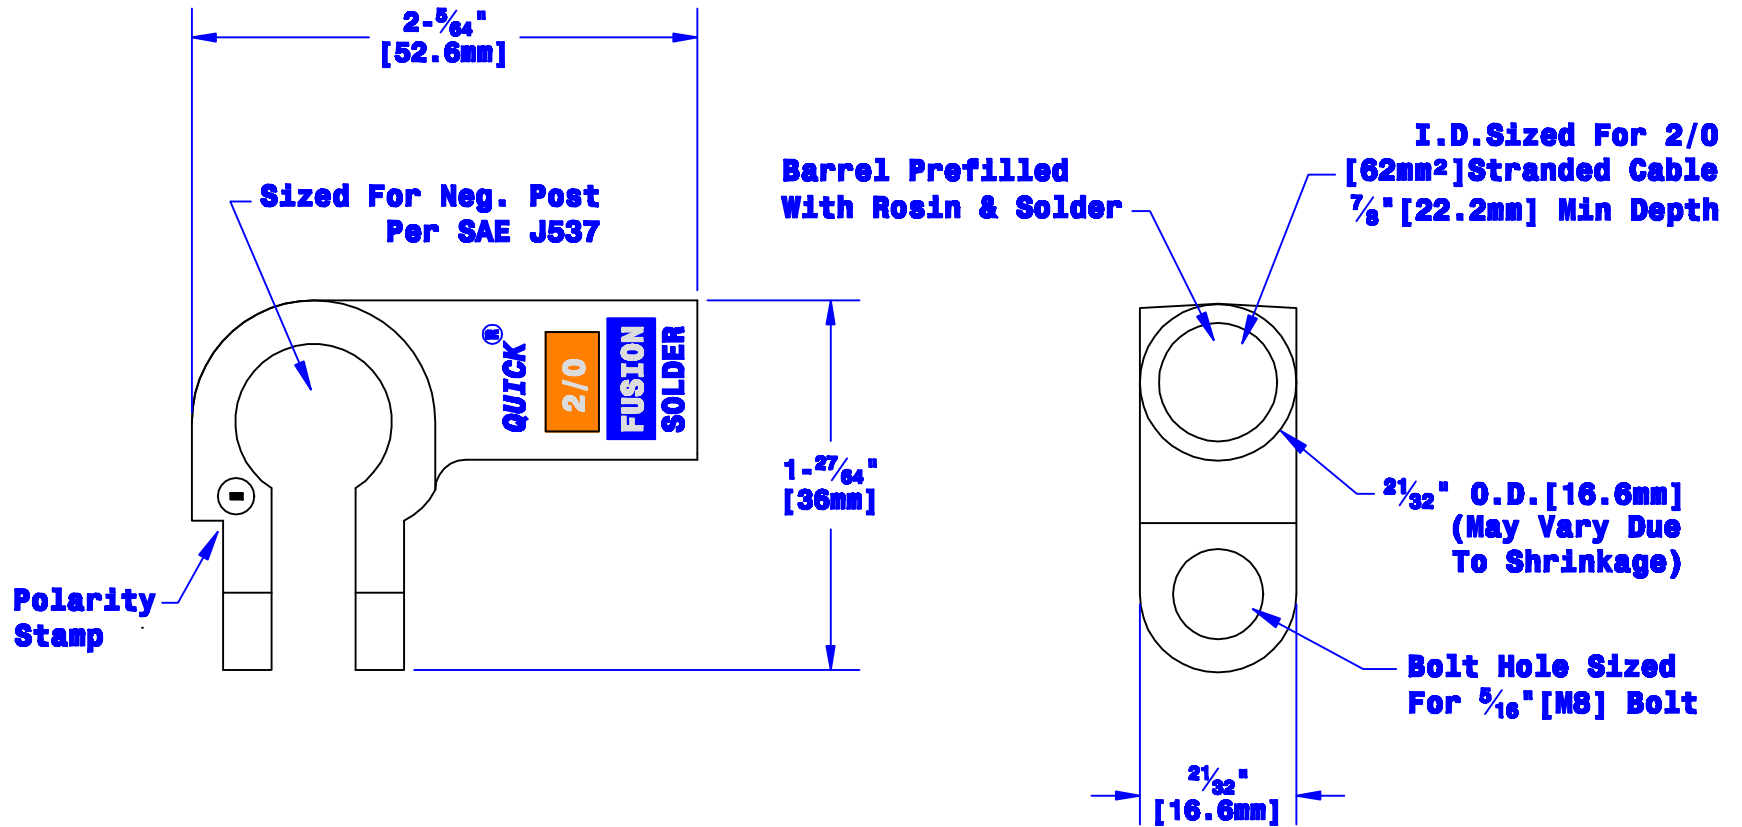 2-5/64"
[52.6mm]
Sized For Neg. Post
Per SAE J537
QUICK®
2/0
FUSION
SOLDER
1-27/64"
[36mm]
Polarity
Stamp
-
Barrel Prefilled
With Rosin & Solder
I.D.Sized For 2/0
[62mm²]Stranded Cable
7/8"[22.2mm] Min Depth
21/32" O.D.[16.6mm]
(May Vary Due
To Shrinkage)
Bolt Hole Sized
For 5/16"[M8] Bolt
21/32"
[16.6mm]